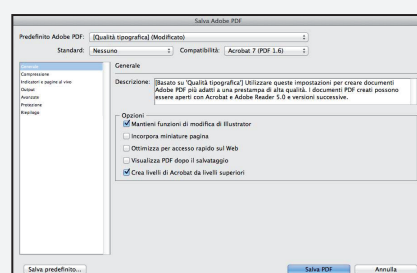 Salva Adobe PDF
Predefinito Adobe PDF: [Qualità tipografica] (Modificato)
Standard: Nessuno Compatibilità: Acrobat 7 (PDF 1.6)
Generale
Compressione
Indicatori e pagine al vivo
Output
Avanzate
Protezione
Riepilogo
Generale
Descrizione: [Basato su 'Qualità tipografica'] Utilizzare queste impostazioni per creare documenti
Adobe PDF più adatti a una prestampa di alta qualità. I documenti PDF creati possono
essere aperti con Acrobat e Adobe Reader 5.0 e versioni successive.
Opzioni
Mantieni funzioni di modifica di Illustrator
Incorpora miniature pagina
Ottimizza per accesso rapido sul Web
Visualizza PDF dopo il salvataggio
Crea livelli di Acrobat da livelli superiori
Salva predefinito... Salva PDF Annulla